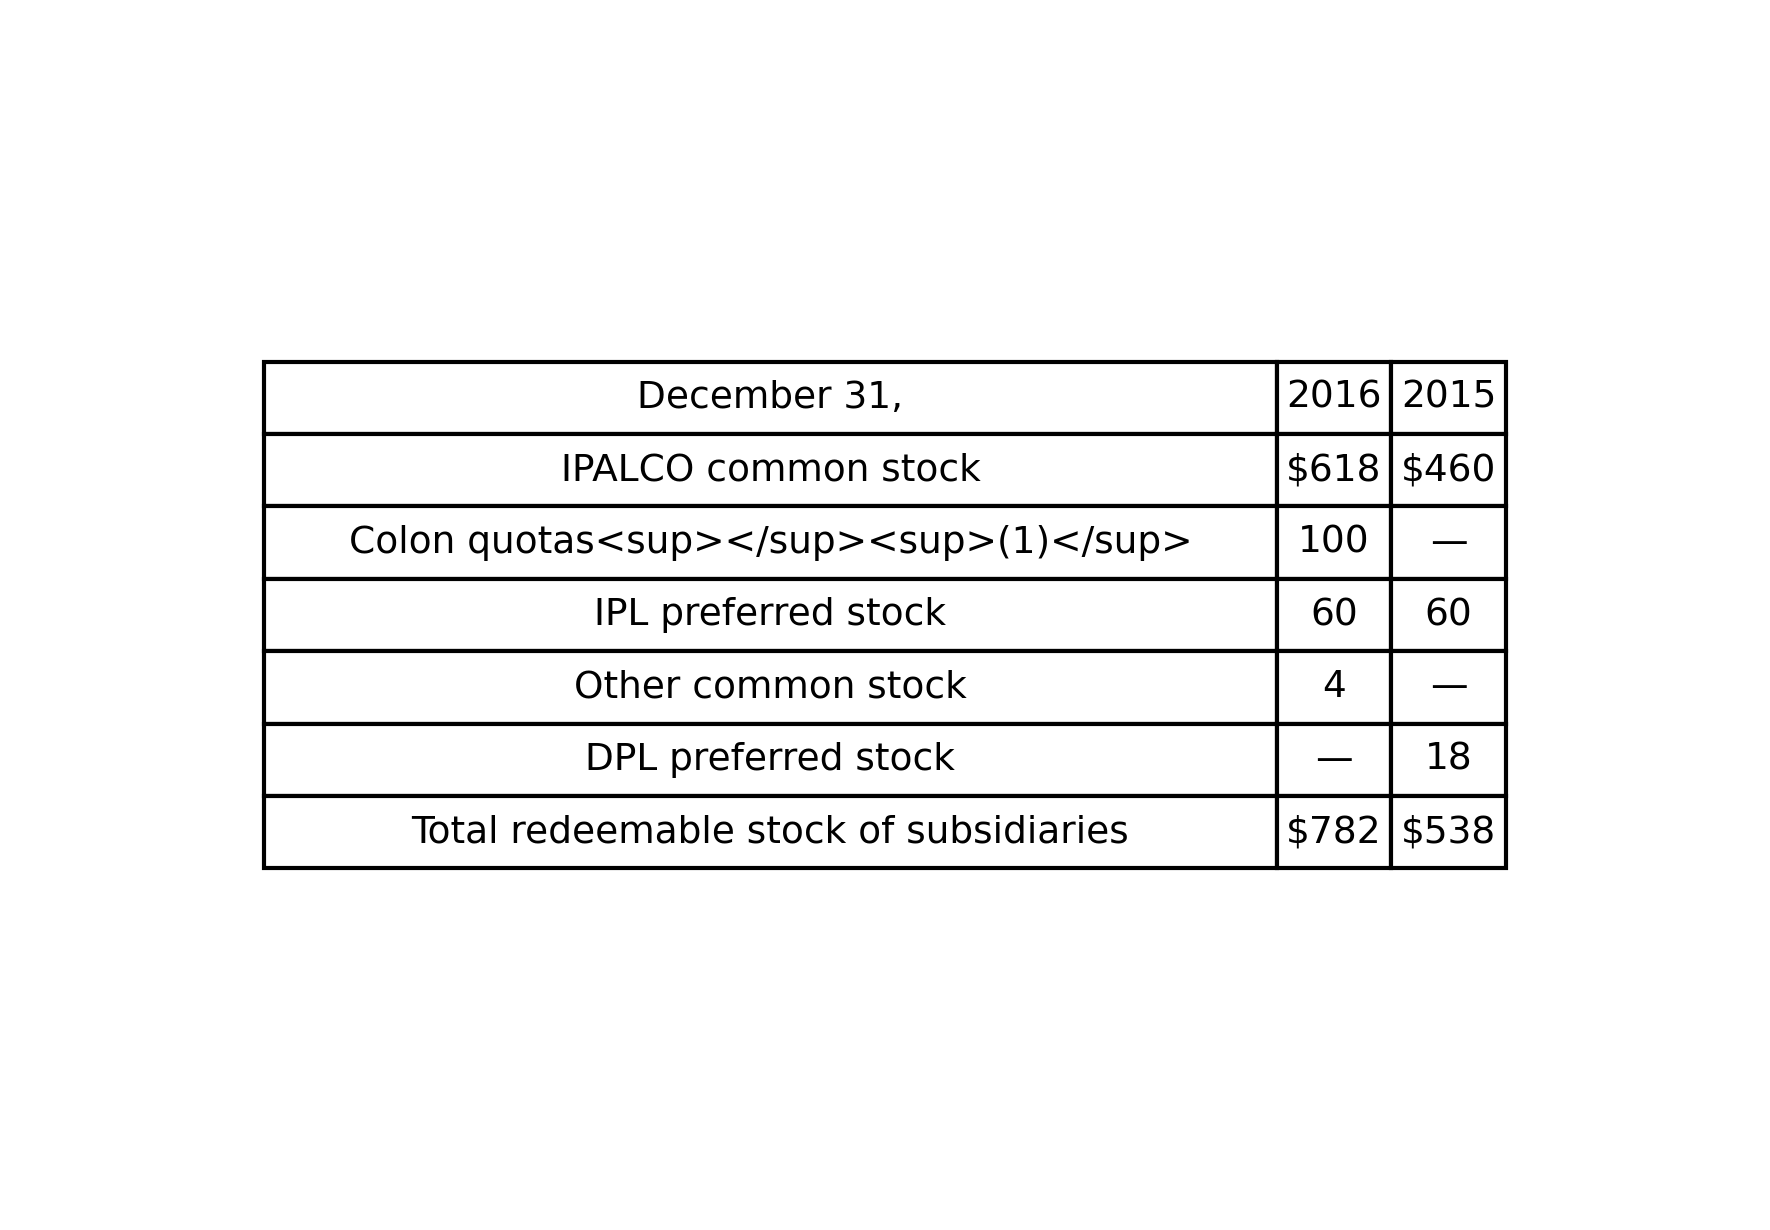 December 31, 2016 2015
IPALCO common stock $618 $460
Colon quotas<sup></sup><sup>(1)</sup> 100 —
IPL preferred stock 60 60
Other common stock 4 —
DPL preferred stock — 18
Total redeemable stock of subsidiaries $782 $538